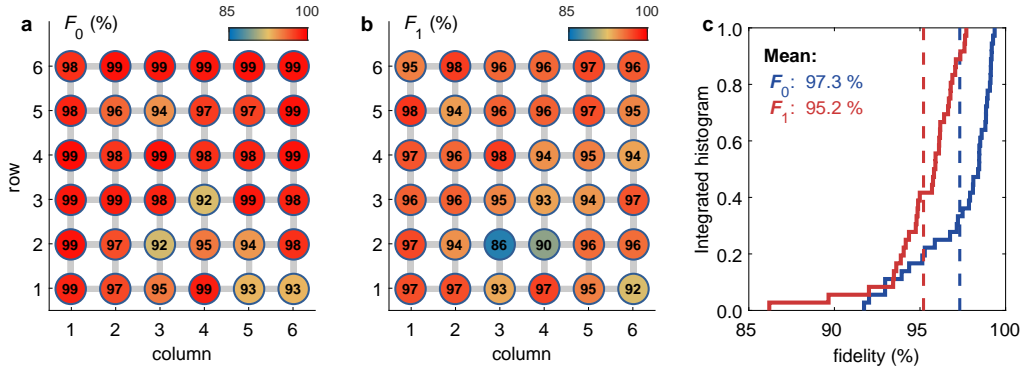 a F0 (%) 85 100
6 98 99 99 99 99 99
5 98 96 94 97 97 99
4 99 98 99 98 98 99
row
3 99 99 98 92 99 98
2 99 97 92 95 94 98
1 99 97 95 99 93 93
1 2 3 4 5 6
column
b F1 (%) 85 100
6 95 98 96 96 97 96
5 98 94 96 96 97 95
4 97 96 98 94 95 94
3 96 96 95 93 94 97
2 97 94 86 90 96 96
1 97 97 93 97 95 92
1 2 3 4 5 6
column
c
1.0
0.8
0.6
0.4
0.2
0.0
Integrated histogram
Mean:
F0: 97.3 %
F1: 95.2 %
85 90 95 100
fidelity (%)